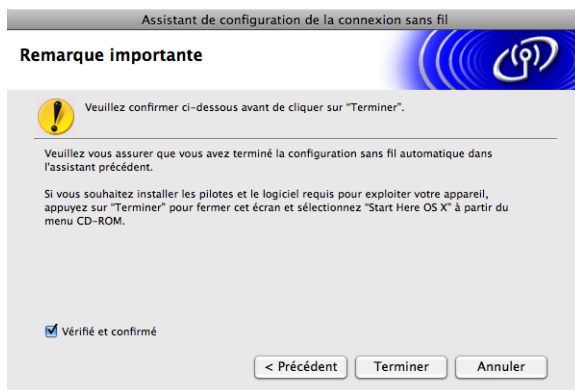 Assistant de configuration de la connexion sans fil
Remarque importante
Veuillez confirmer ci-dessous avant de cliquer sur "Terminer".
Veuillez vous assurer que vous avez terminé la configuration sans fil automatique dans
l'assistant précédent.
Si vous souhaitez installer les pilotes et le logiciel requis pour exploiter votre appareil,
appuyez sur "Terminer" pour fermer cet écran et sélectionnez "Start Here OS X" à partir du
menu CD-ROM.
Vérifié et confirmé
< Précédent
Terminer
Annuler